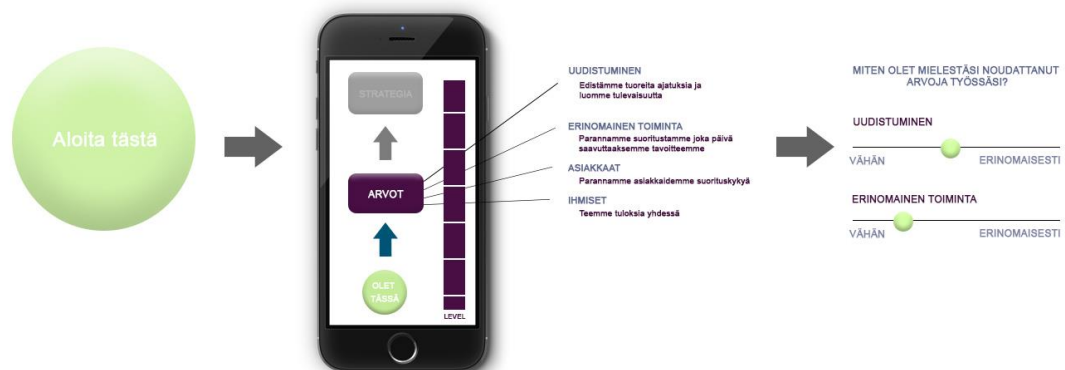 Aloita tästä
STRATEGIA
ARVOT
OLET
TÄSSÄ
LEVEL
UUDISTUMINEN
Edistämme tuoreita ajatuksia ja
luomme tulevaisuutta
ERINOMAINEN TOIMINTA
Parannamme suoritustamme joka päivä
saavuttaaksemme tavoitteemme
ASIAKKAAT
Parannamme asiakkaidemme suorituskykyä
IHMISET
Teemme tuloksia yhdessä
MITEN OLET MIELESTÄSI NOUDATTANUT
ARVOJA TYÖSSÄSI?
UUDISTUMINEN
VÄHÄN ERINOMAISESTI
ERINOMAINEN TOIMINTA
VÄHÄN ERINOMAISESTI